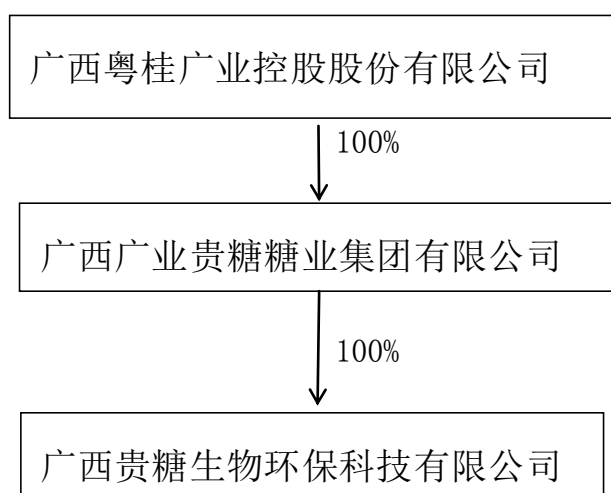 广西粤桂广业控股股份有限公司
100%
广西广业贵糖糖业集团有限公司
100%
广西贵糖生物环保科技有限公司